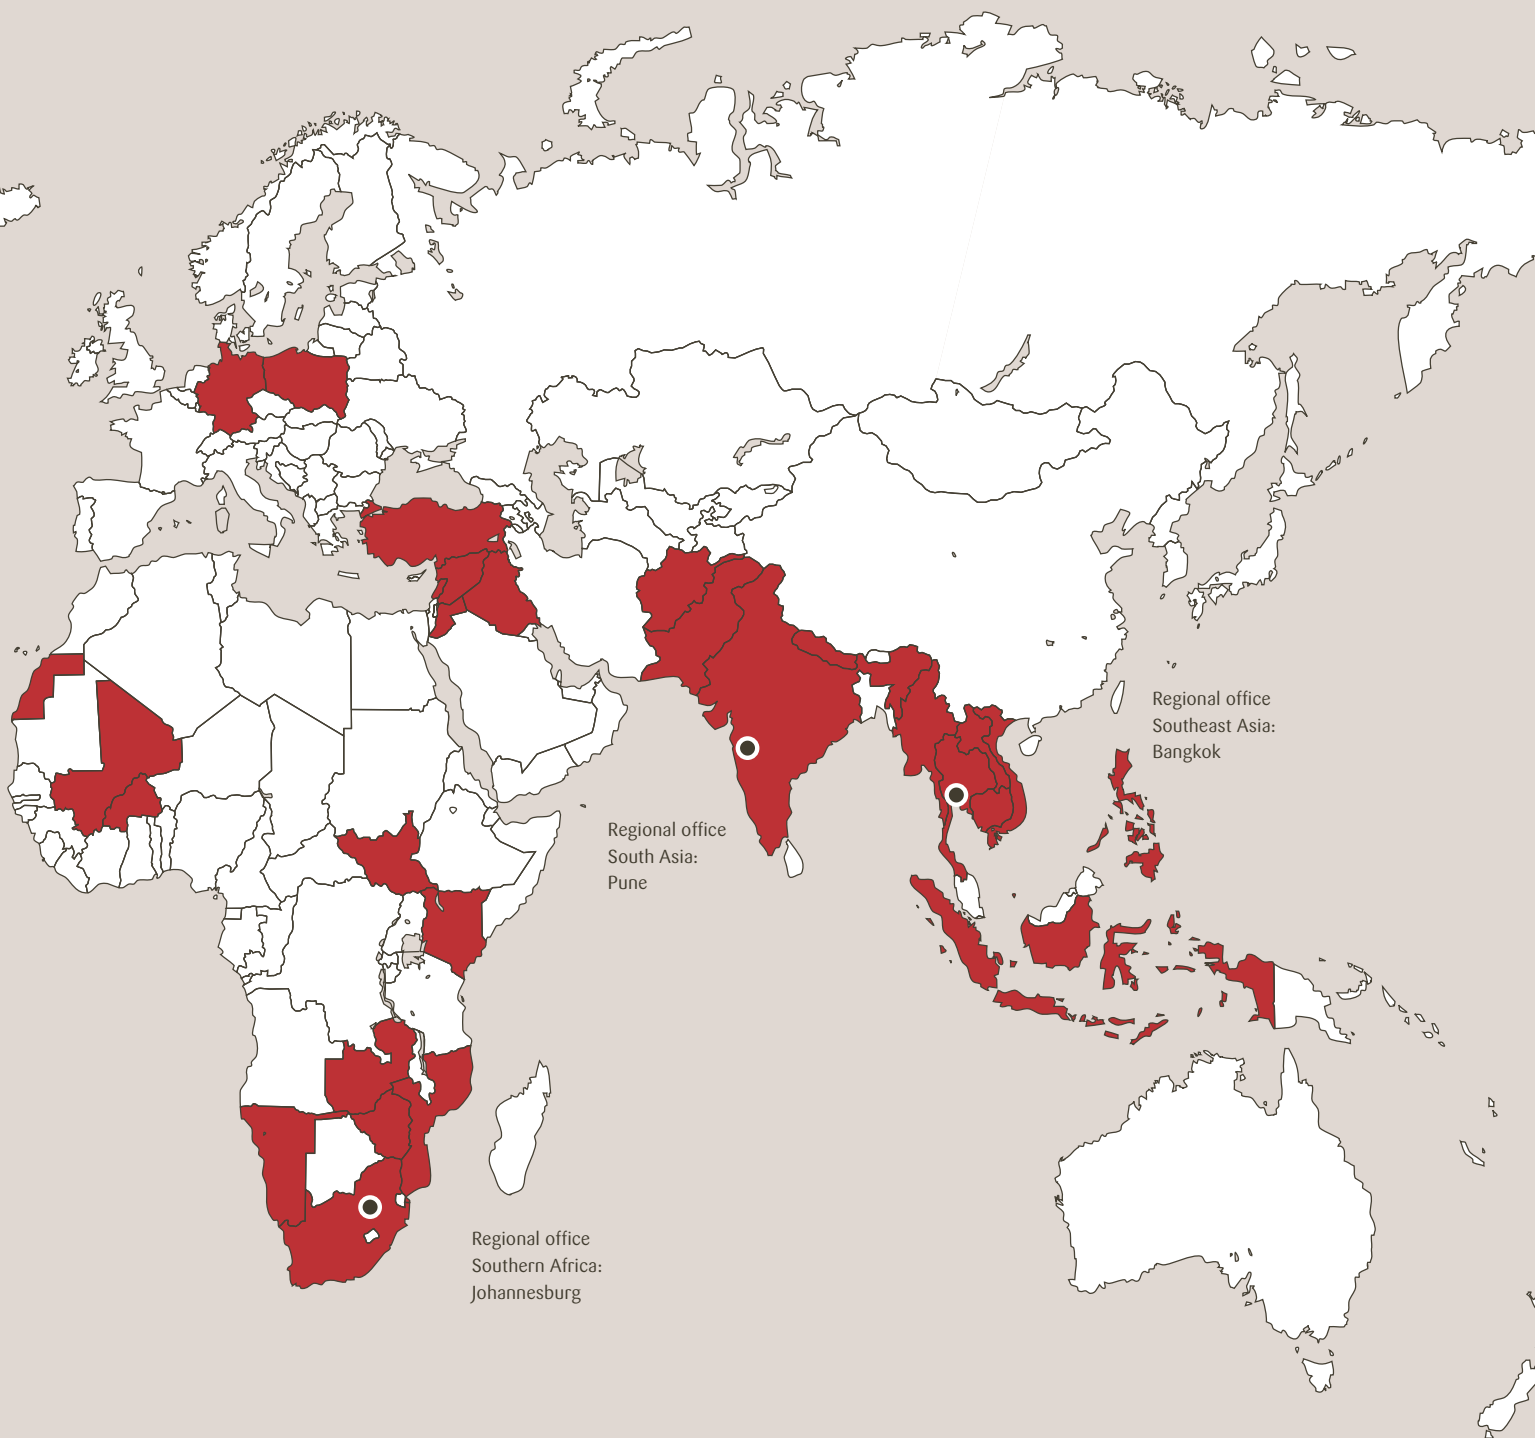 Regional office
Southeast Asia:
Bangkok
Regional office
South Asia:
Pune
Regional office
Southern Africa:
Johannesburg